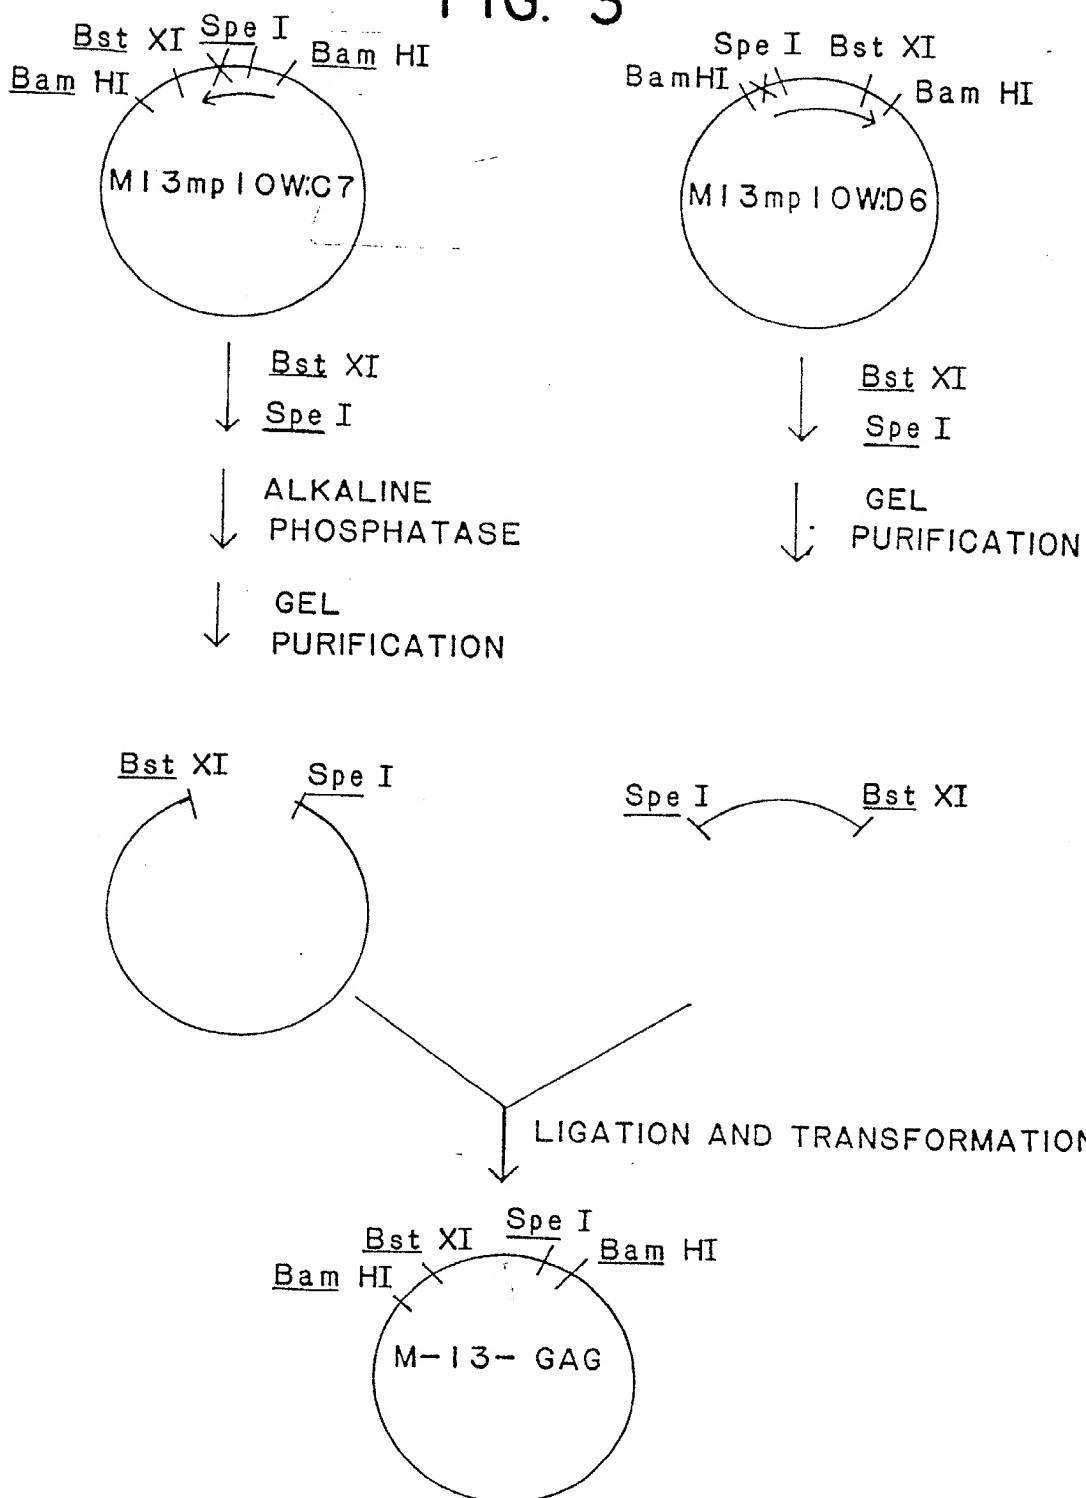 FIG. 3
Bst XI
Spe I
Bam HI
Bam HI
M13mp10W:C7
Spe I
Bst XI
BamHI
Bam HI
M13mp10W:D6
Bst XI
Spe I
ALKALINE
PHOSPHATASE
GEL
PURIFICATION
Bst XI
Spe I
GEL
PURIFICATION
Bst XI
Spe I
Spe I
Bst XI
LIGATION AND TRANSFORMATION
Bst XI
Spe I
Bam HI
Bam HI
M-13- GAG